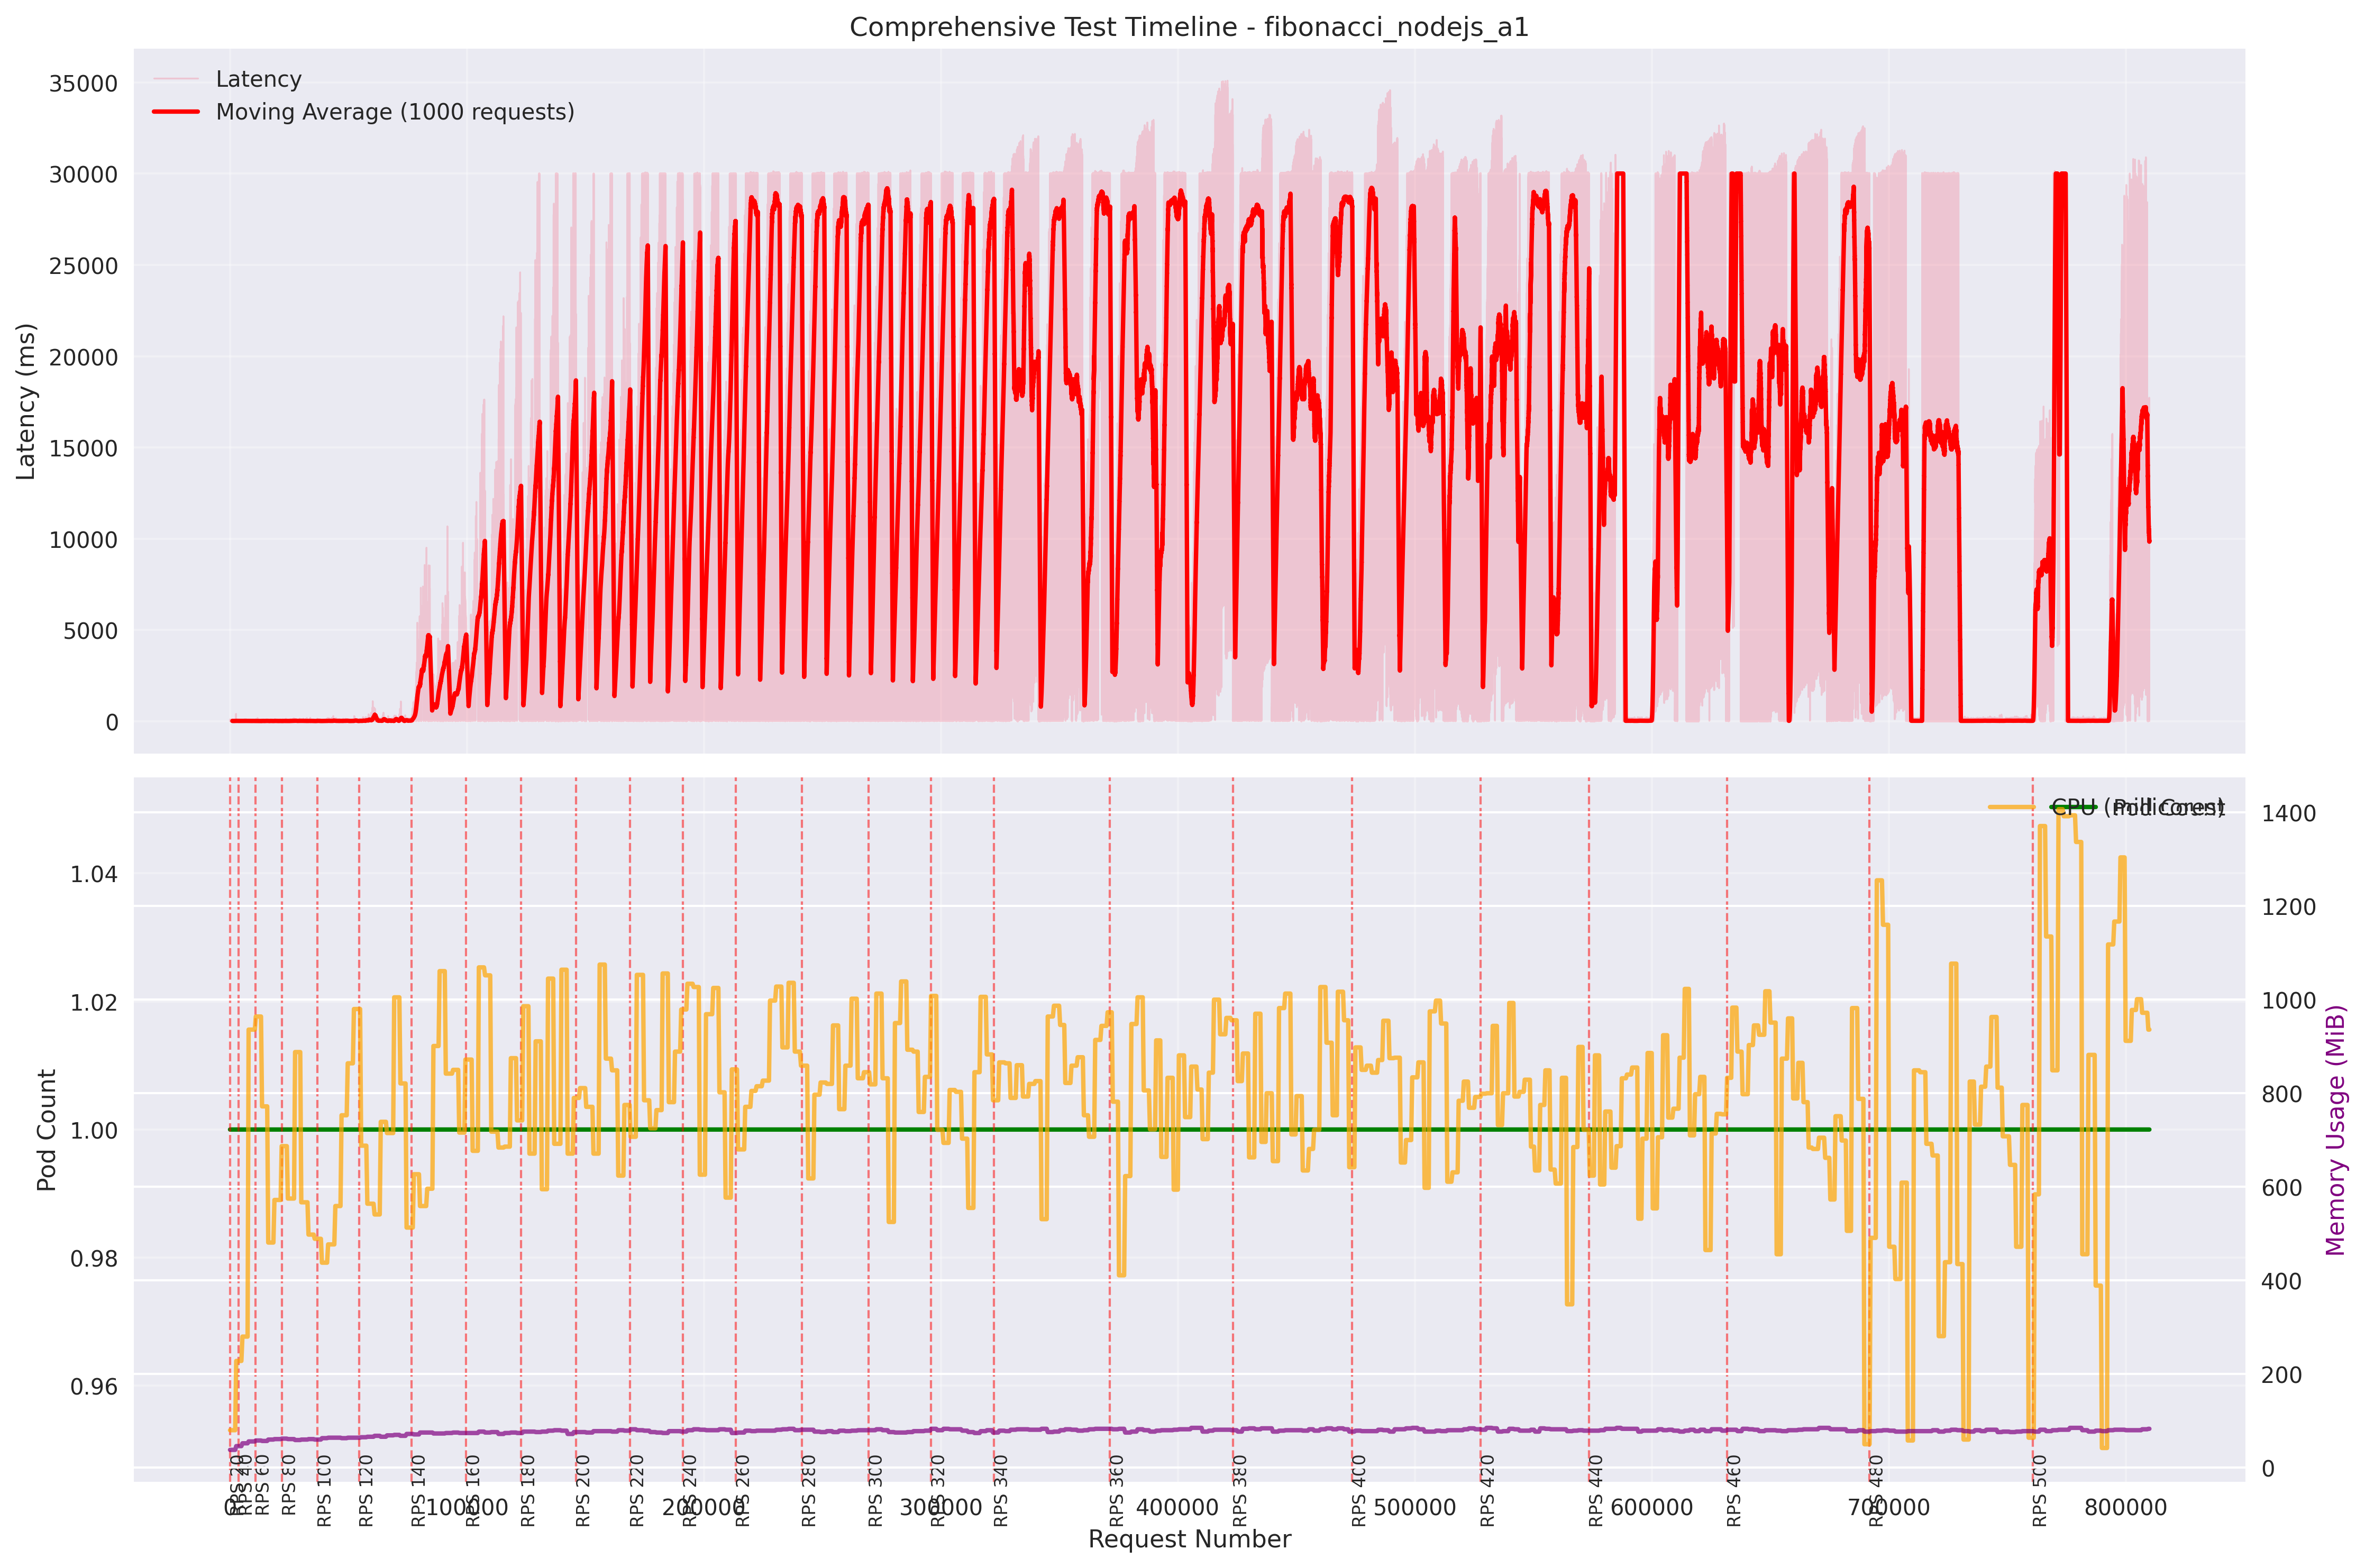 Comprehensive Test Timeline - fibonacci_nodejs_a1
Latency
Moving Average (1000 requests)
35000
30000
25000
20000
15000
10000
5000
0
Latency (ms)
CPU (millicores)
Pod Count
1.04
1.02
1.00
0.98
0.96
Pod Count
1400
1200
1000
800
600
400
200
0
Memory Usage (MiB)
RPS 20
RPS 40
RPS 60
RPS 80
RPS 100
RPS 120
RPS 140
RPS 160
RPS 180
RPS 200
RPS 220
RPS 240
RPS 260
RPS 280
RPS 300
RPS 320
RPS 340
RPS 360
RPS 380
RPS 400
RPS 420
RPS 440
RPS 460
RPS 480
RPS 500
0
100000
200000
300000
400000
500000
600000
700000
800000
Request Number